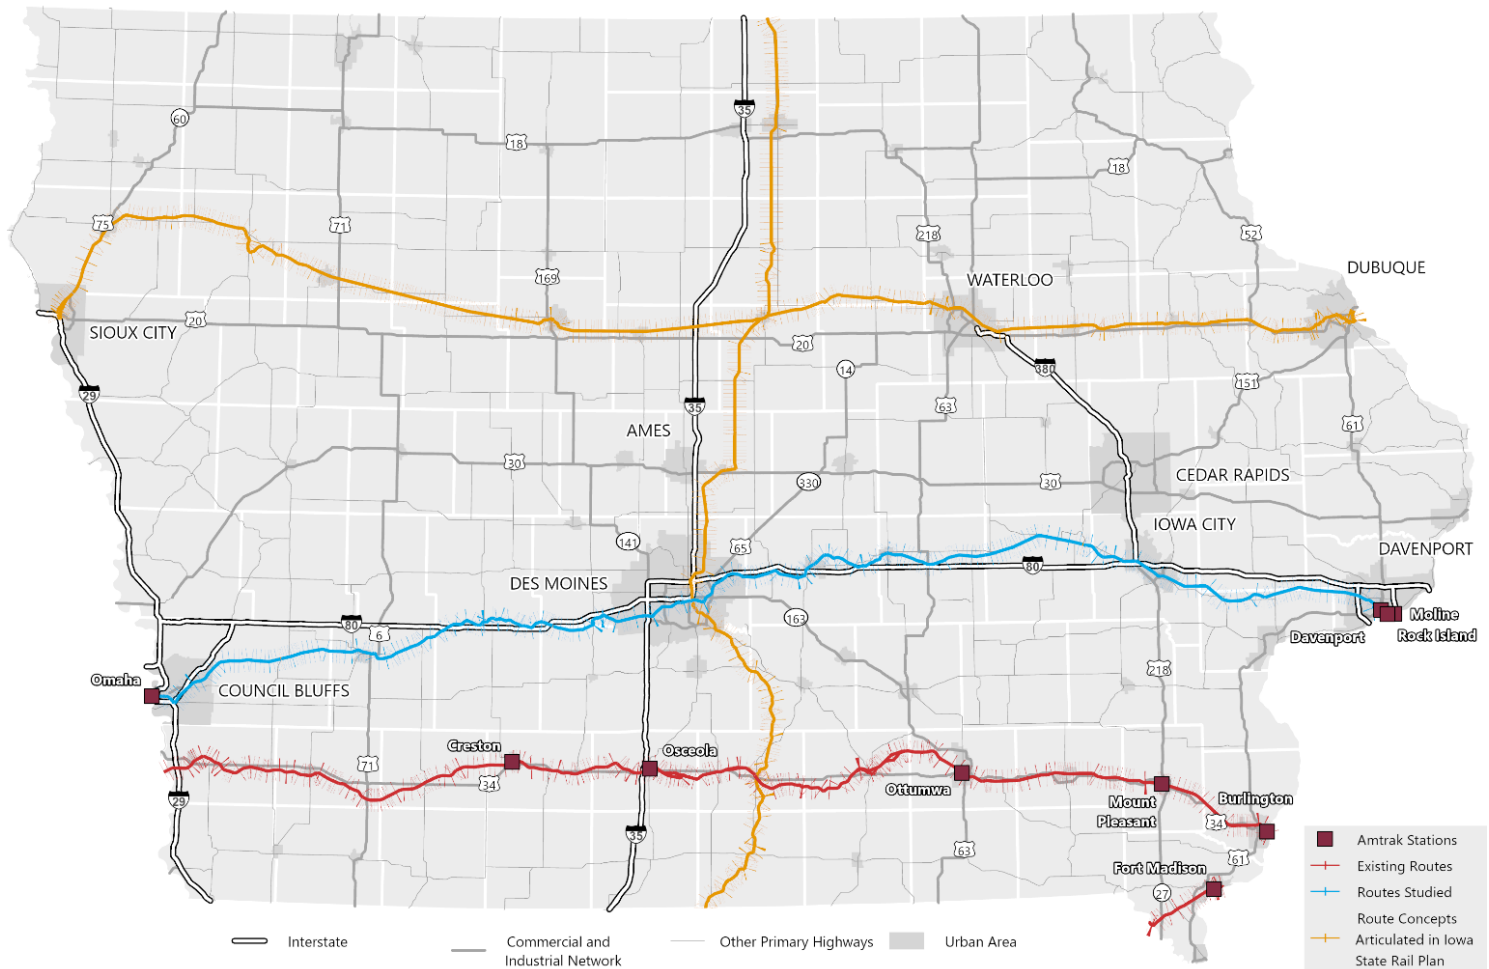 35
60
18
18
75
71
218
52
169
DUBUQUE
WATERLOO
SIOUX CITY
20
20
14
380
29
151
35
63
61
AMES
30
330
30
CEDAR RAPIDS
IOWA CITY
141
65
DAVENPORT
DES MOINES
80
163
Moline
80
6
Davenport
Rock Island
218
Omaha
COUNCIL BLUFFS
Creston
Osceola
71
34
Ottumwa
29
Mount
Pleasant
Burlington
34
35
63
61
Fort Madison
27
Amtrak Stations
Existing Routes
Routes Studied
Route Concepts
Articulated in Iowa
State Rail Plan
Interstate
Commercial and
Industrial Network
Other Primary Highways
Urban Area